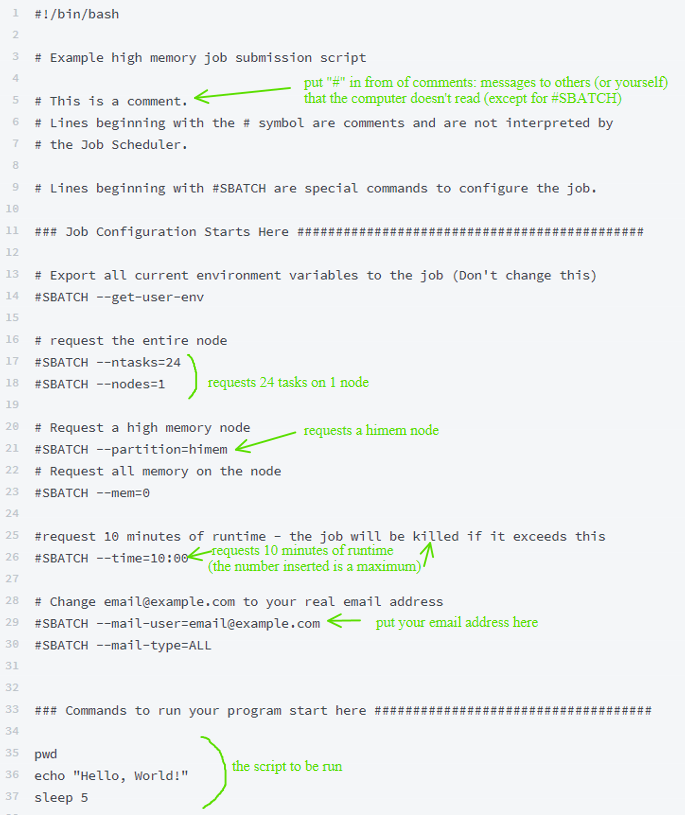 1 #!/bin/bash
2
3 # Example high memory job submission script
4
put "#" in from of comments: messages to others (or yourself)
5 # This is a comment.
that the computer doesn't read (except for #SBATCH)
6 # Lines beginning with the # symbol are comments and are not interpreted by
7 # the Job Scheduler.
8
9 # Lines beginning with #SBATCH are special commands to configure the job.
10
11 ### Job Configuration Starts Here #############################################
12
13 # Export all current environment variables to the job (Don't change this)
14 #SBATCH --get-user-env
15
16 # request the entire node
17 #SBATCH --ntasks=24
18 #SBATCH --nodes=1
requests 24 tasks on 1 node
19
20 # Request a high memory node
requests a himem node
21 #SBATCH --partition=himem
22 # Request all memory on the node
23 #SBATCH --mem=0
24
25 #request 10 minutes of runtime - the job will be killed if it exceeds this
requests 10 minutes of runtime
26 #SBATCH --time=10:00
(the number inserted is a maximum)
27
28 # Change email@example.com to your real email address
29 #SBATCH --mail-user=email@example.com
put your email address here
30 #SBATCH --mail-type=ALL
31
32
33 ### Commands to run your program start here ####################################
34
35 pwd
the script to be run
36 echo "Hello, World!"
37 sleep 5